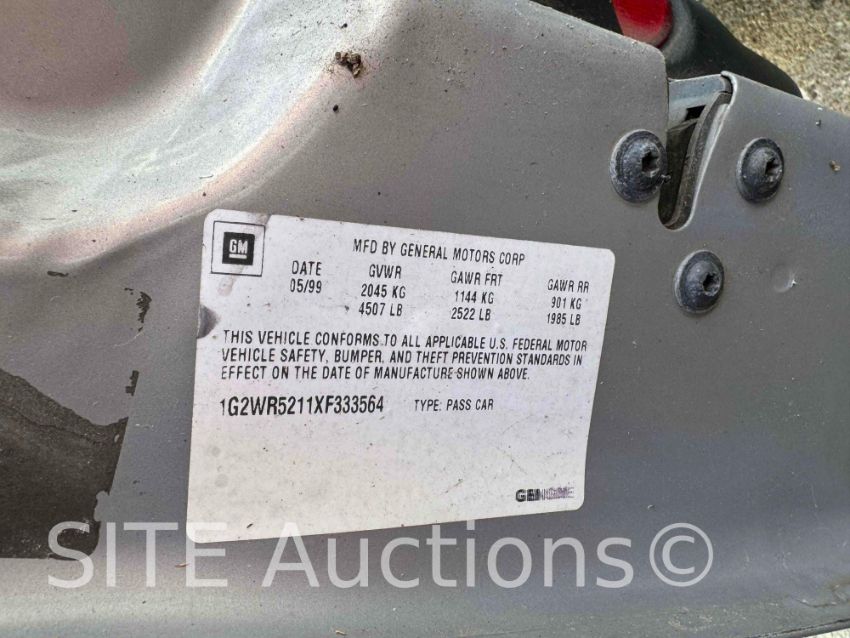 GM
MFD BY GENERAL MOTORS CORP
DATE GVWR GAWR FRT GAWR RR
05/99 2045 KG 1144 KG 901 KG
4507 LB 2522 LB 1985 LB
THIS VEHICLE CONFORMS TO ALL APPLICABLE U.S. FEDERAL MOTOR
VEHICLE SAFETY, BUMPER, AND THEFT PREVENTION STANDARDS IN
EFFECT ON THE DATE OF MANUFACTURE SHOWN ABOVE.
1G2WR5211XF333564 TYPE: PASS CAR
SITE Auctions©